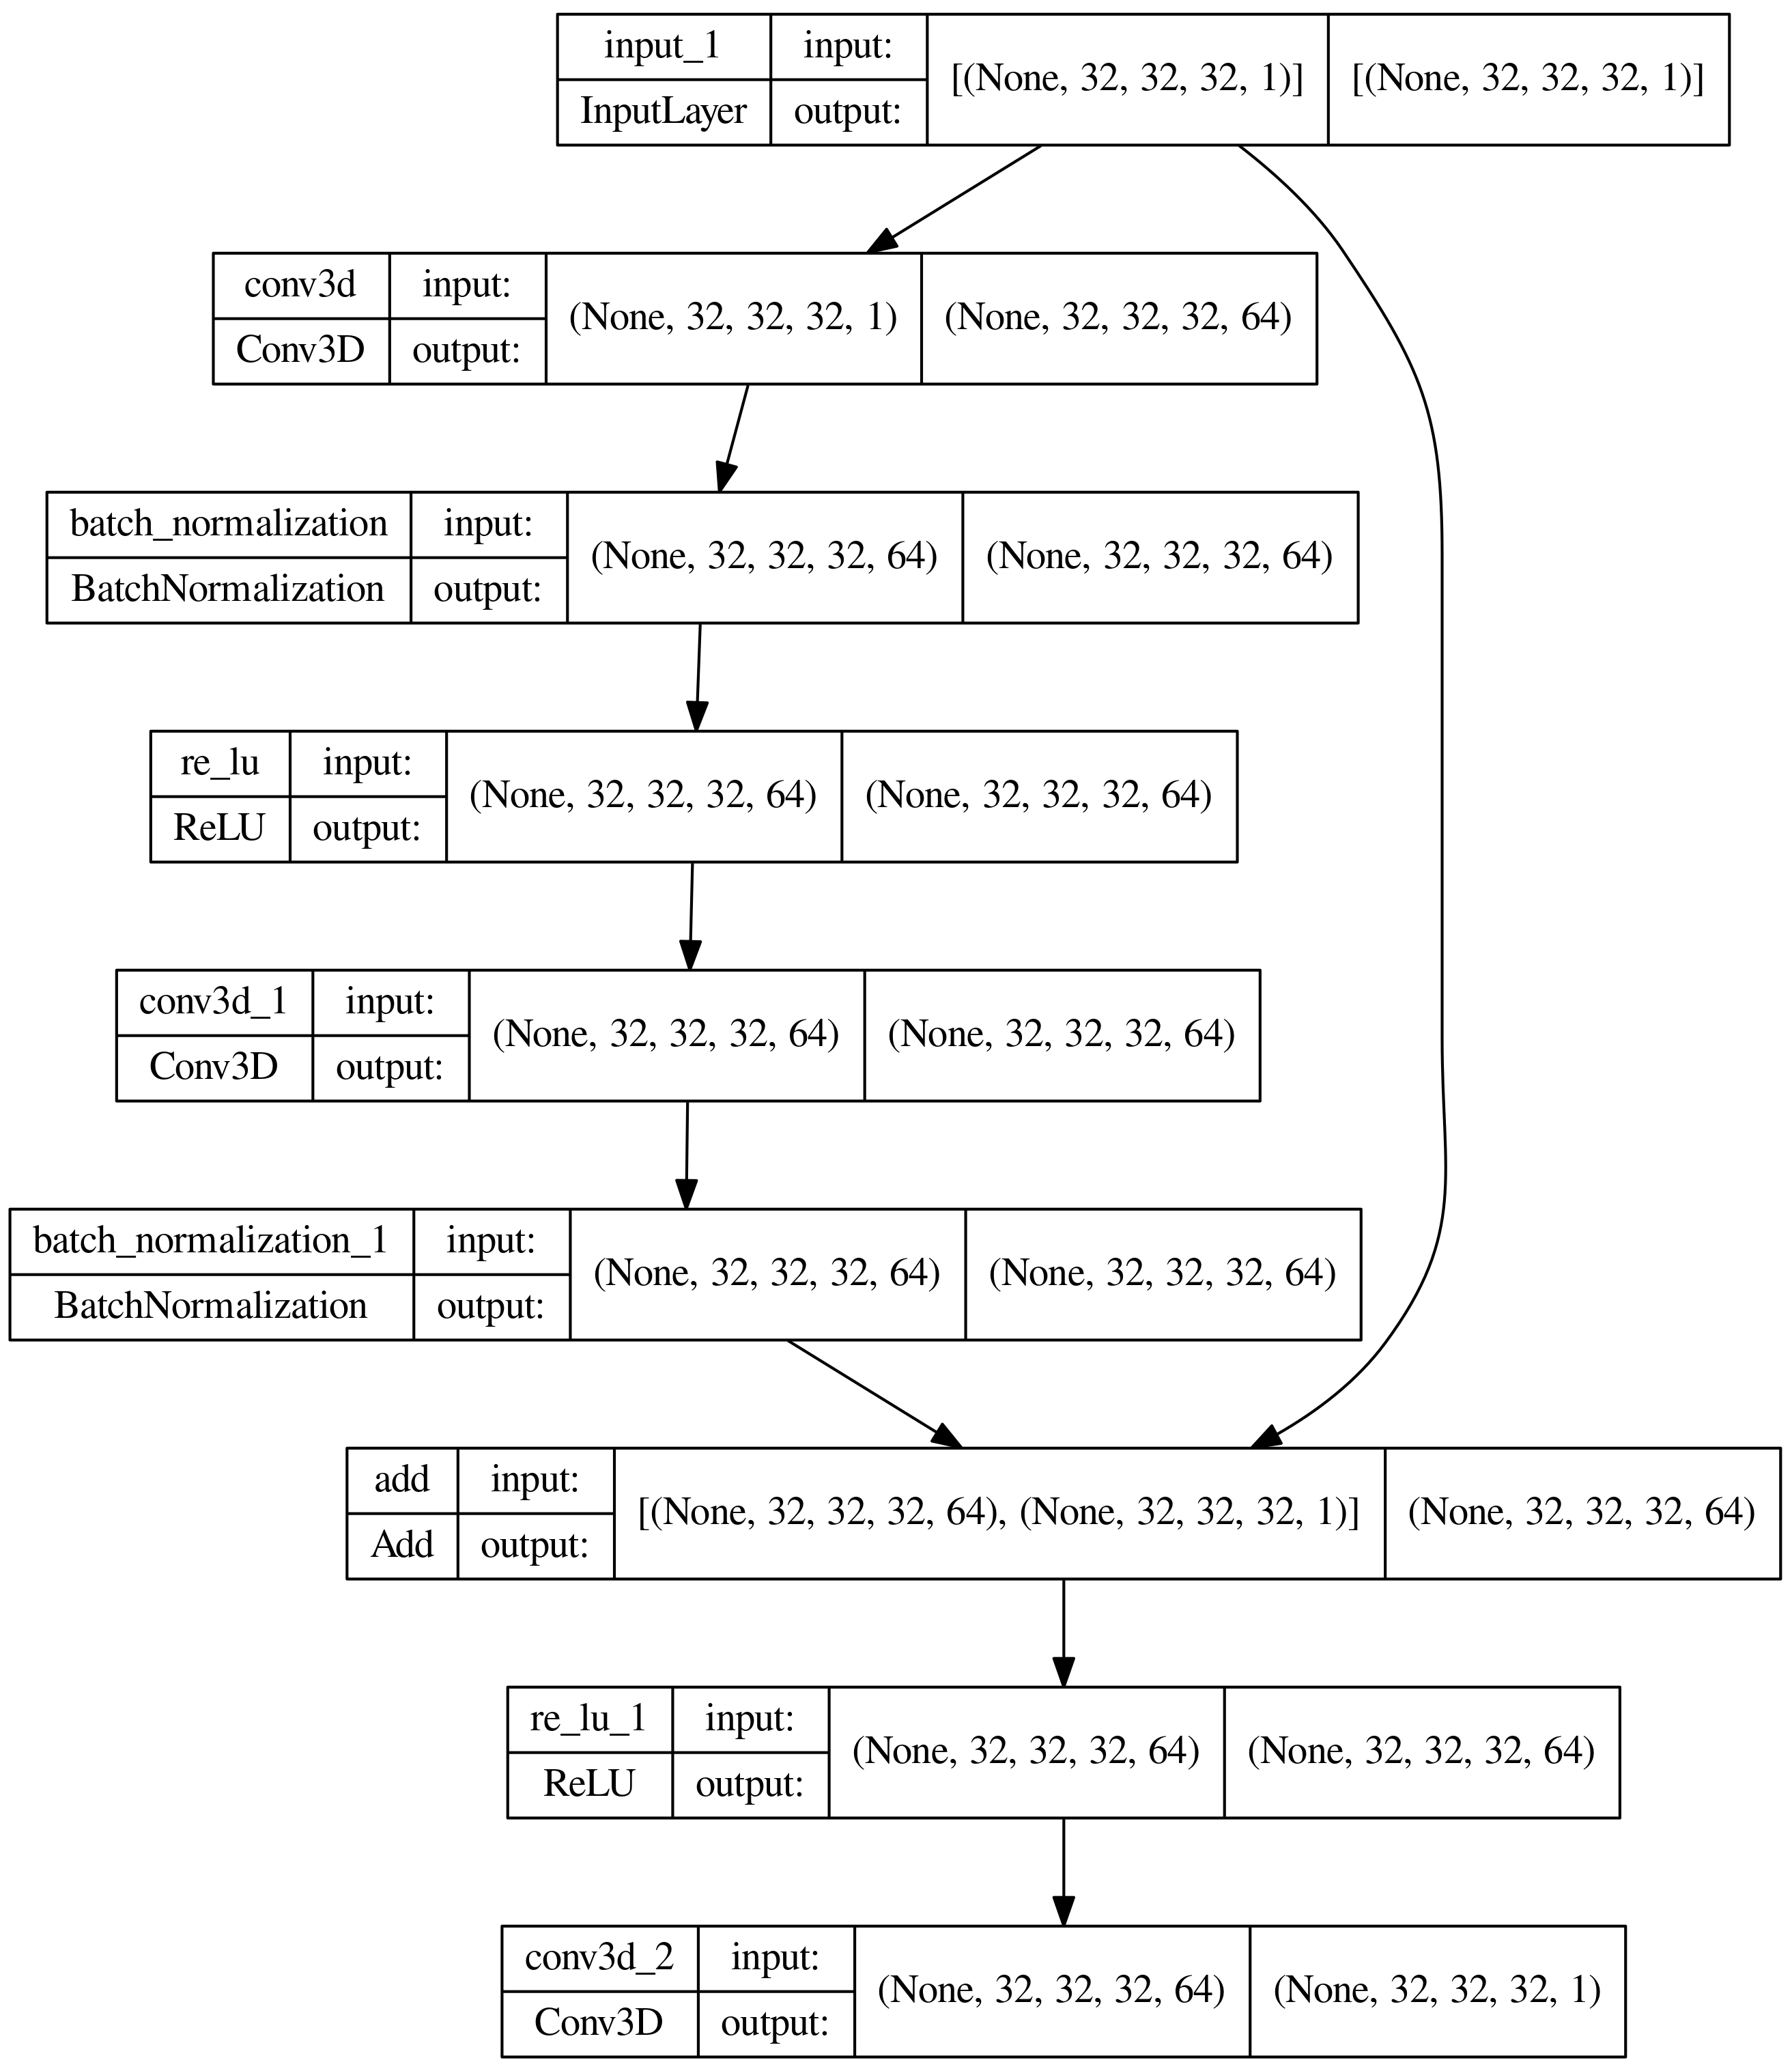 input_1 input: [(None, 32, 32, 32, 1)] [(None, 32, 32, 32, 1)]
InputLayer output:
conv3d input: (None, 32, 32, 32, 1) (None, 32, 32, 32, 64)
Conv3D output:
batch_normalization input: (None, 32, 32, 32, 64) (None, 32, 32, 32, 64)
BatchNormalization output:
re_lu input: (None, 32, 32, 32, 64) (None, 32, 32, 32, 64)
ReLU output:
conv3d_1 input: (None, 32, 32, 32, 64) (None, 32, 32, 32, 64)
Conv3D output:
batch_normalization_1 input: (None, 32, 32, 32, 64) (None, 32, 32, 32, 64)
BatchNormalization output:
add input: [(None, 32, 32, 32, 64), (None, 32, 32, 32, 1)] (None, 32, 32, 32, 64)
Add output:
re_lu_1 input: (None, 32, 32, 32, 64) (None, 32, 32, 32, 64)
ReLU output:
conv3d_2 input: (None, 32, 32, 32, 64) (None, 32, 32, 32, 1)
Conv3D output: